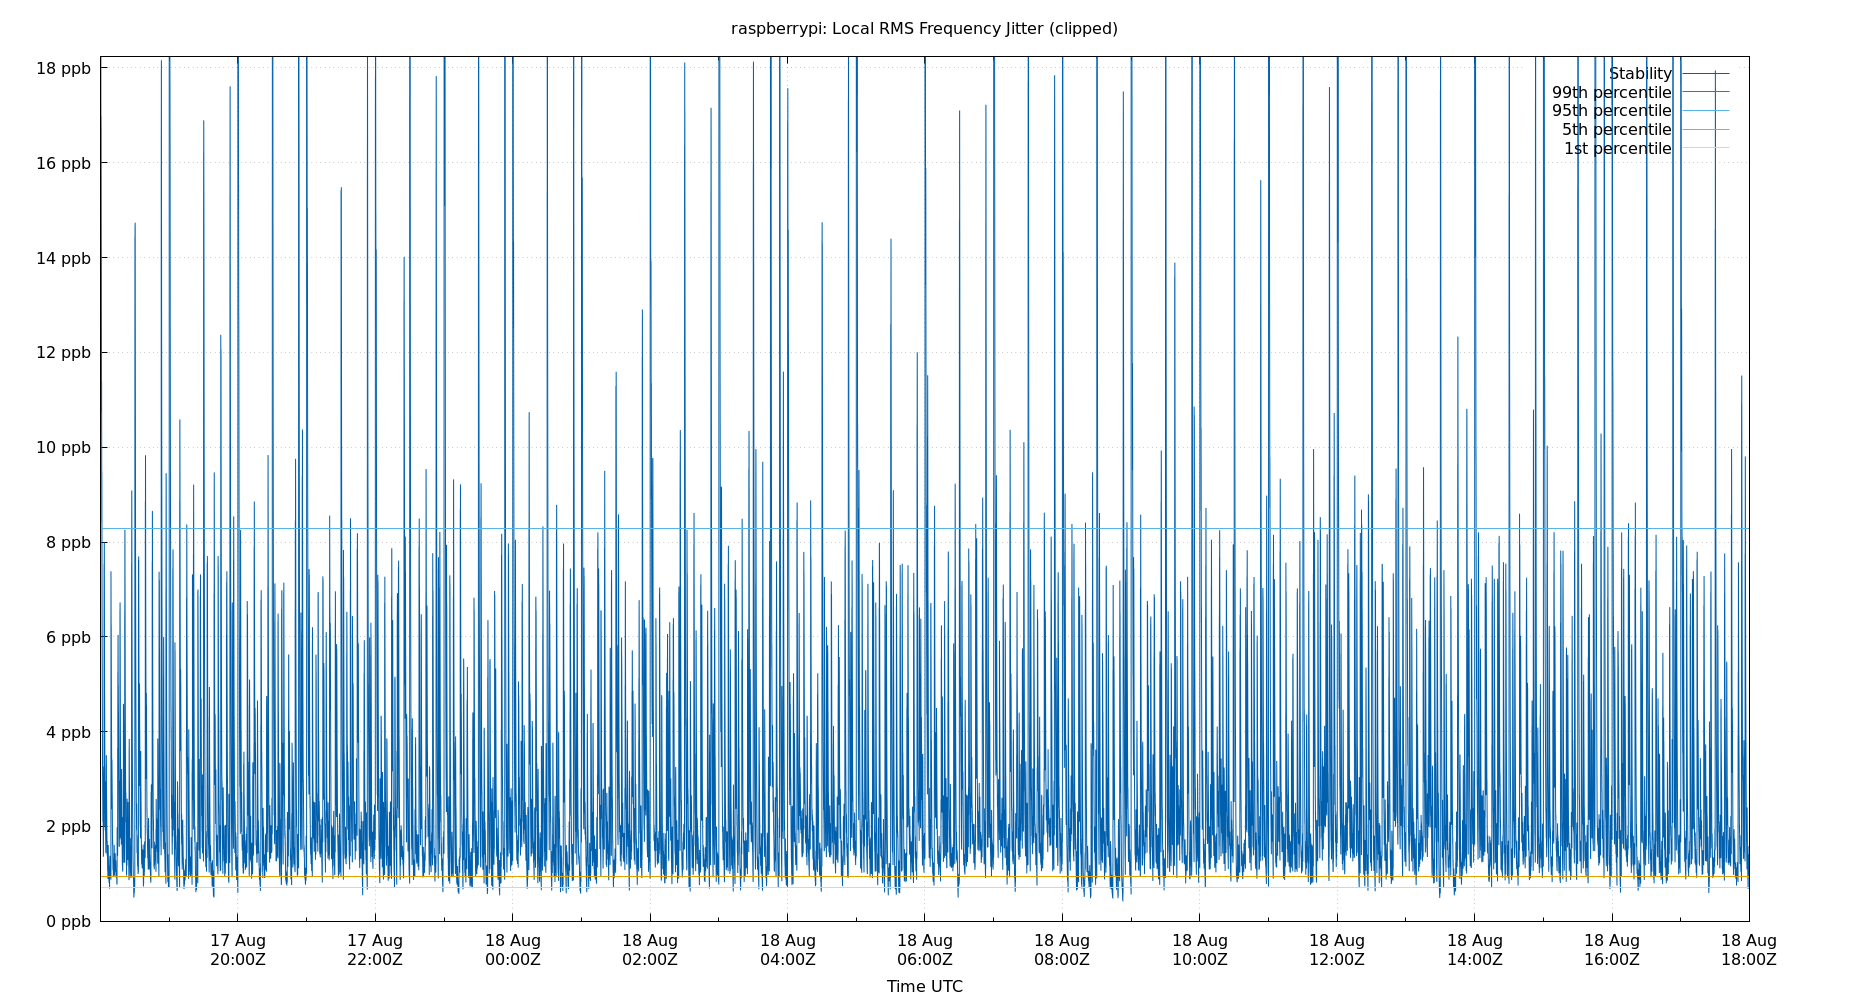 raspberrypi: Local RMS Frequency Jitter (clipped)
18 ppb
16 ppb
14 ppb
12 ppb
10 ppb
8 ppb
6 ppb
4 ppb
2 ppb
0 ppb
Stability
99th percentile
95th percentile
5th percentile
1st percentile
17 Aug 17 Aug 18 Aug 18 Aug 18 Aug 18 Aug 18 Aug 18 Aug 18 Aug 18 Aug 18 Aug 18 Aug
20:00Z 22:00Z 00:00Z 02:00Z 04:00Z 06:00Z 08:00Z 10:00Z 12:00Z 14:00Z 16:00Z 18:00Z
Time UTC